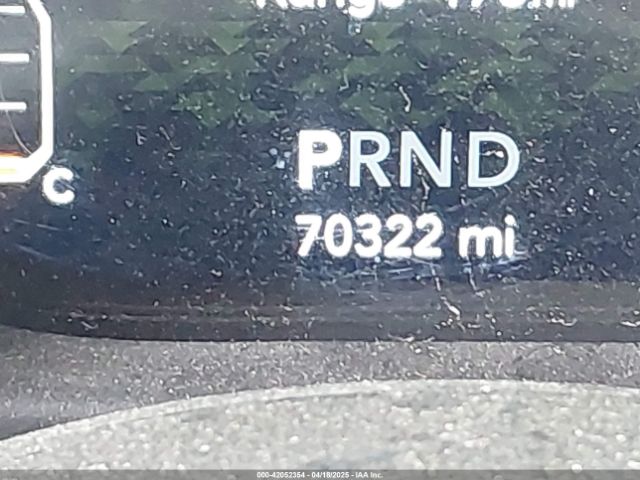 PRND
70322 mi
C
000-42052354 - 04/18/2025 - IAA Inc.